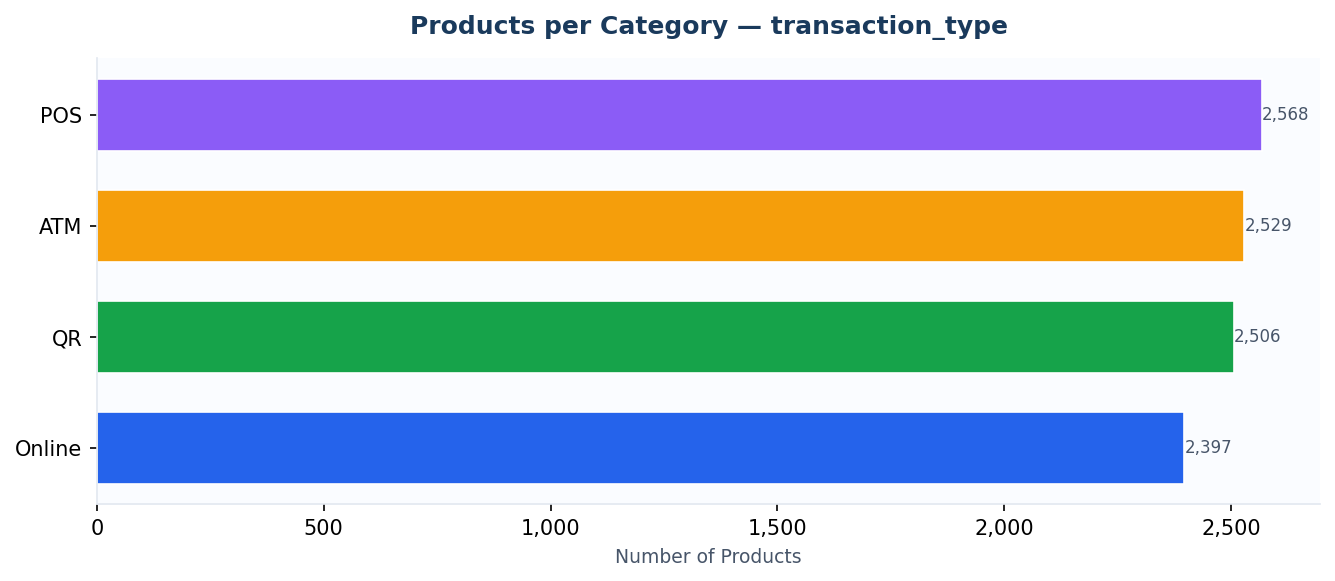 Products per Category — transaction_type
POS
2,568
ATM
2,529
QR
2,506
Online
2,397
0 500 1,000 1,500 2,000 2,500
Number of Products